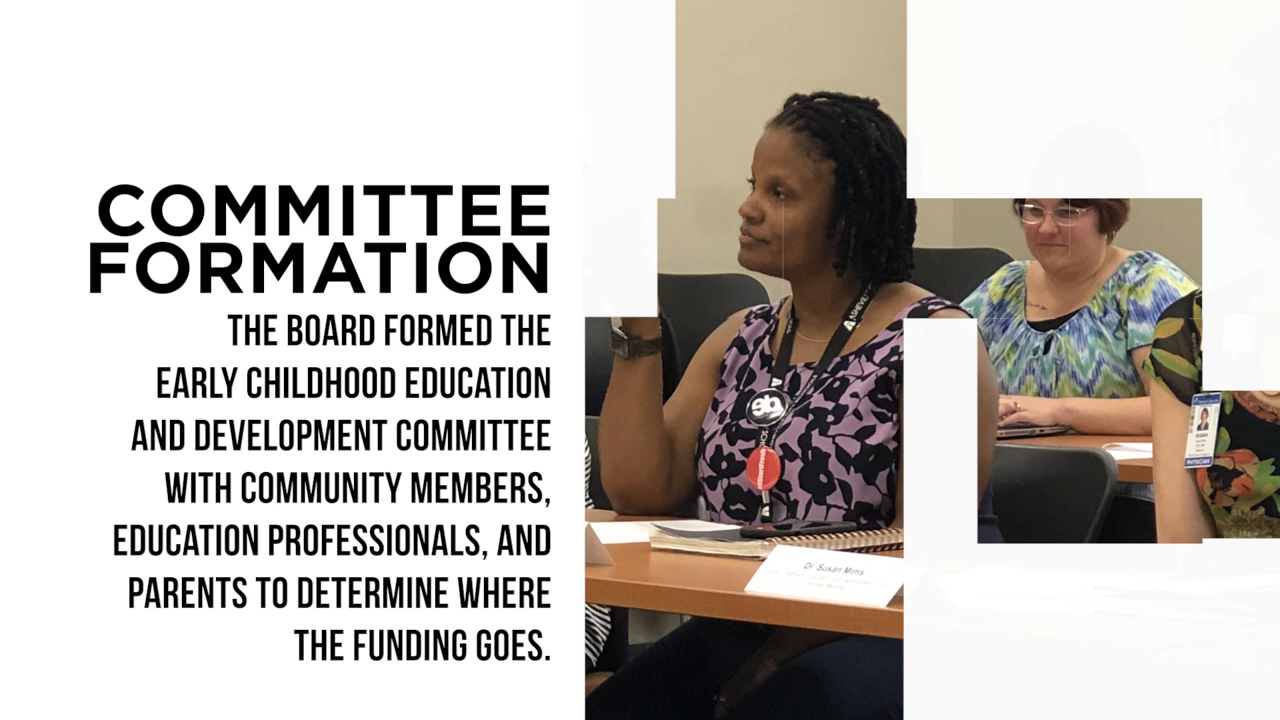 COMMITTEE
FORMATION
THE BOARD FORMED THE
EARLY CHILDHOOD EDUCATION
AND DEVELOPMENT COMMITTEE
WITH COMMUNITY MEMBERS,
EDUCATION PROFESSIONALS, AND
PARENTS TO DETERMINE WHERE
THE FUNDING GOES.
Dr. Susan Mims
PHYSICIAN